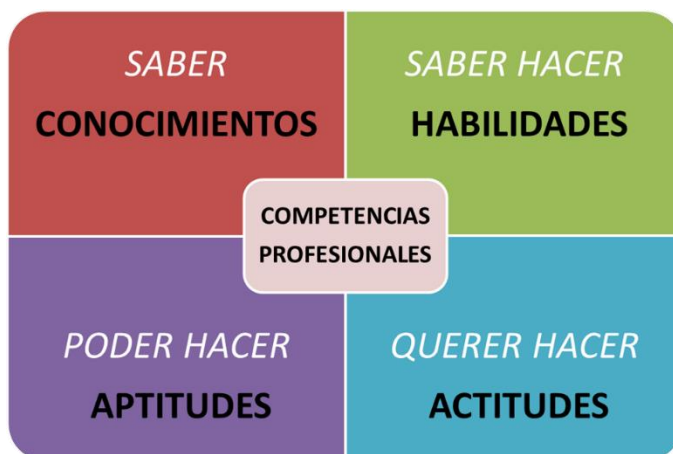 SABER
CONOCIMIENTOS
SABER HACER
HABILIDADES
COMPETENCIAS
PROFESIONALES
PODER HACER
APTITUDES
QUERER HACER
ACTITUDES